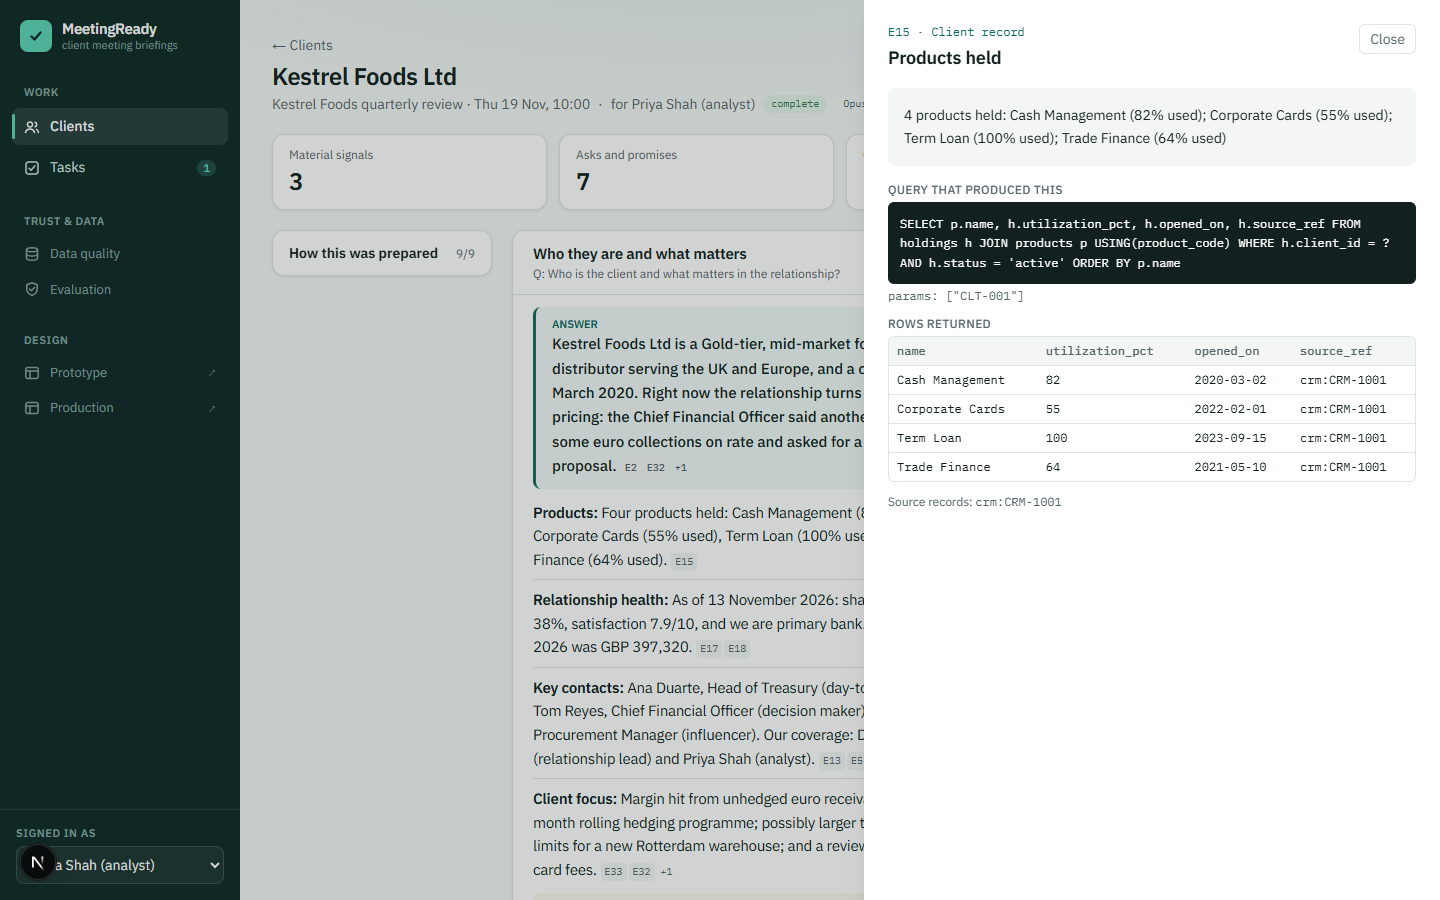 MeetingReady
client meeting briefings
WORK
Clients
Tasks
1
TRUST & DATA
Data quality
Evaluation
DESIGN
Prototype ↗
Production ↗
SIGNED IN AS
N
a Shah (analyst)
← Clients
Kestrel Foods Ltd
Kestrel Foods quarterly review · Thu 19 Nov, 10:00 · for Priya Shah (analyst) complete
Material signals
3
Asks and promises
7
How this was prepared 9/9
Who they are and what matters
Q: Who is the client and what matters in the relationship?
ANSWER
Kestrel Foods Ltd is a Gold-tier, mid-market
distributor serving the UK and Europe, and a
March 2020. Right now the relationship turns
pricing: the Chief Financial Officer said
some euro collections on rate and asked for a
proposal. E2 E32 +1
Products: Four products held: Cash Management
Corporate Cards (55% used), Term Loan (100%
Finance (64% used). E15
Relationship health: As of 13 November 2026:
38%, satisfaction 7.9/10, and we are primary bank.
2026 was GBP 397,320. E17 E18
Key contacts: Ana Duarte, Head of Treasury
Tom Reyes, Chief Financial Officer (decision maker)
Procurement Manager (influencer). Our coverage:
(relationship lead) and Priya Shah (analyst). E13
Client focus: Margin hit from unhedged euro
month rolling hedging programme; possibly larger
limits for a new Rotterdam warehouse; and a
card fees. E33 E32 +1
E15 · Client record
Products held
Close
4 products held: Cash Management (82% used); Corporate Cards (55% used);
Term Loan (100% used); Trade Finance (64% used)
QUERY THAT PRODUCED THIS
SELECT p.name, h.utilization_pct, h.opened_on, h.source_ref FROM
holdings h JOIN products p USING(product_code) WHERE h.client_id = ?
AND h.status = 'active' ORDER BY p.name
params: ["CLT-001"]
ROWS RETURNED
name utilization_pct opened_on source_ref
Cash Management 82 2020-03-02 crm:CRM-1001
Corporate Cards 55 2022-02-01 crm:CRM-1001
Term Loan 100 2023-09-15 crm:CRM-1001
Trade Finance 64 2021-05-10 crm:CRM-1001
Source records: crm:CRM-1001